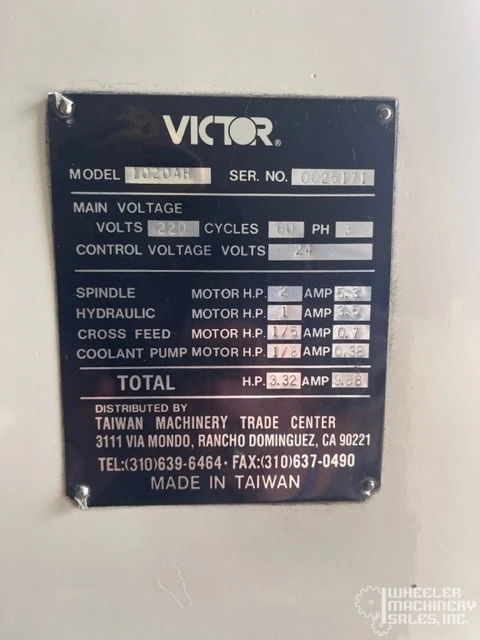 VICTOR®
MODEL 1020AH SER. NO. 0026171
MAIN VOLTAGE
VOLTS 220 CYCLES 60 PH 3
CONTROL VOLTAGE VOLTS 24
SPINDLE MOTOR H.P. 2 AMP 5.3
HYDRAULIC MOTOR H.P. 1 AMP 3.5
CROSS FEED MOTOR H.P. 1/5 AMP 0.7
COOLANT PUMP MOTOR H.P. 1/8 AMP 0.38
TOTAL H.P. 3.32 AMP 9.88
DISTRIBUTED BY
TAIWAN MACHINERY TRADE CENTER
3111 VIA MONDO, RANCHO DOMINGUEZ, CA 90221
TEL:(310)639-6464 · FAX:(310)637-0490
MADE IN TAIWAN
WHEELER
MACHINERY
SALES, INC.